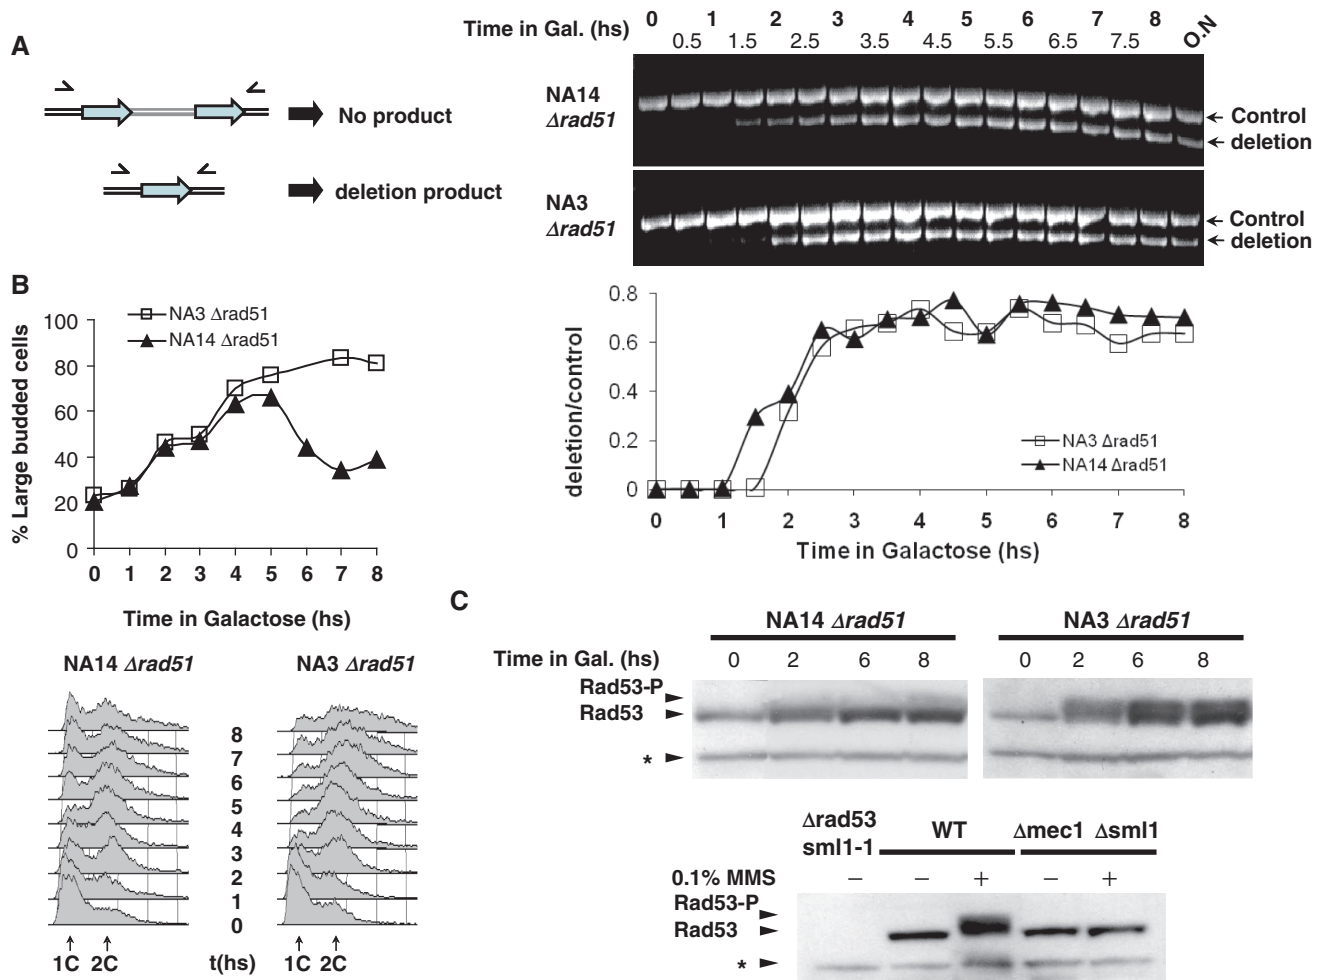 A
Time in Gal. (hs)
0 1 2 3 4 5 6 7 8 O.N
0.5 1.5 2.5 3.5 4.5 5.5 6.5 7.5
No product
deletion product
NA14
Δrad51
Control
deletion
NA3
Δrad51
Control
deletion
B
NA3 Δrad51
NA14 Δrad51
% Large budded cells
100
80
60
40
20
0
0 1 2 3 4 5 6 7 8
Time in Galactose (hs)
deletion/control
0.8
0.6
0.4
0.2
0
NA3 Δrad51
NA14 Δrad51
0 1 2 3 4 5 6 7 8
Time in Galactose (hs)
NA14 Δrad51
NA3 Δrad51
8
7
6
5
4
3
2
1
0
1C 2C t(hs) 1C 2C
C
NA14 Δrad51
NA3 Δrad51
Time in Gal. (hs) 0 2 6 8 0 2 6 8
Rad53-P
Rad53
*
Δrad53
sml1-1
WT
Δmec1 Δsml1
0.1% MMS − − + − +
Rad53-P
Rad53
*